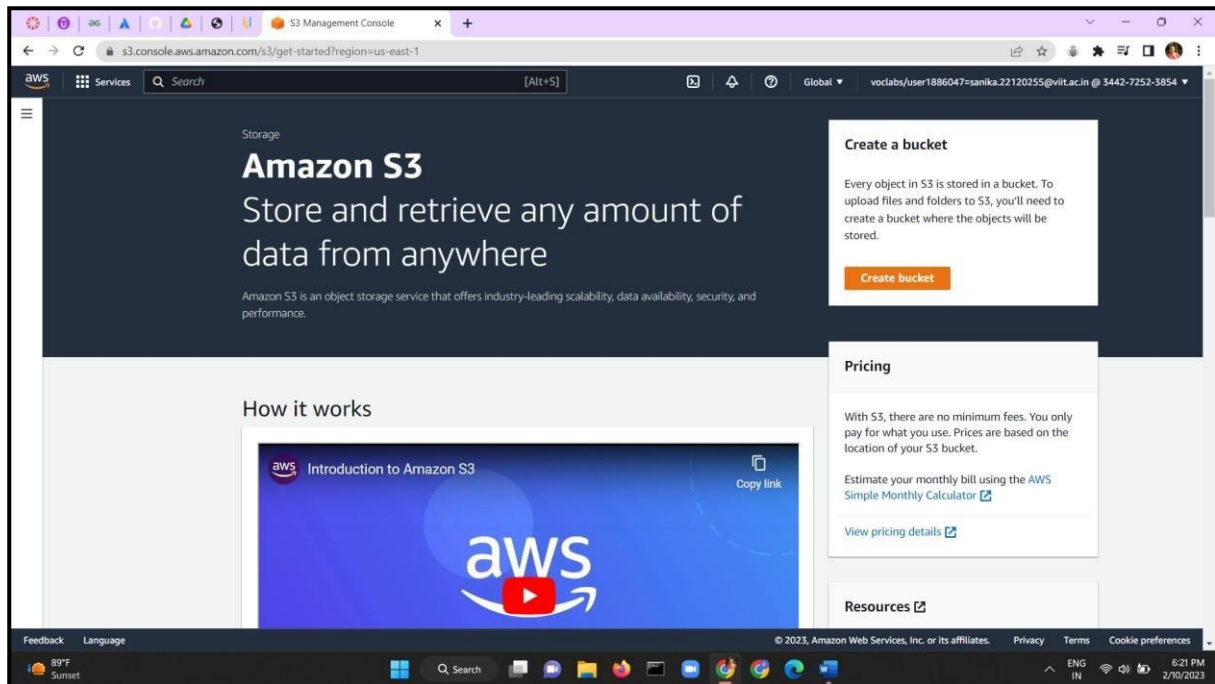 S3 Management Console
s3.console.aws.amazon.com/s3/get-started?region=us-east-1
aws Services Search [Alt+S] Global voclabs/user1886047=sanika.22120255@viit.ac.in @ 3442-7252-3854
Storage
Amazon S3
Store and retrieve any amount of
data from anywhere
Amazon S3 is an object storage service that offers industry-leading scalability, data availability, security, and
performance.
Create a bucket
Every object in S3 is stored in a bucket. To
upload files and folders to S3, you'll need to
create a bucket where the objects will be
stored.
Create bucket
How it works
aws Introduction to Amazon S3
Copy link
aws
Pricing
With S3, there are no minimum fees. You only
pay for what you use. Prices are based on the
location of your S3 bucket.
Estimate your monthly bill using the AWS
Simple Monthly Calculator
View pricing details
Resources
Feedback Language © 2023, Amazon Web Services, Inc. or its affiliates. Privacy Terms Cookie preferences
89°F
Sunset
Search
ENG
IN
6:21 PM
2/10/2023